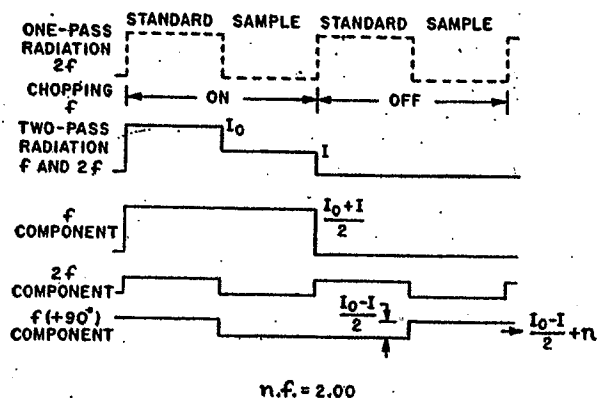 STANDARD SAMPLE STANDARD SAMPLE
ONE-PASS
RADIATION
2f
CHOPPING
f
ON
OFF
TWO-PASS
RADIATION
f AND 2f
I₀
I
f
COMPONENT
I₀+I
2
2f
COMPONENT
f(+90°)
COMPONENT
I₀-I
2
I₀-I
2 +n
n.f. = 2.00